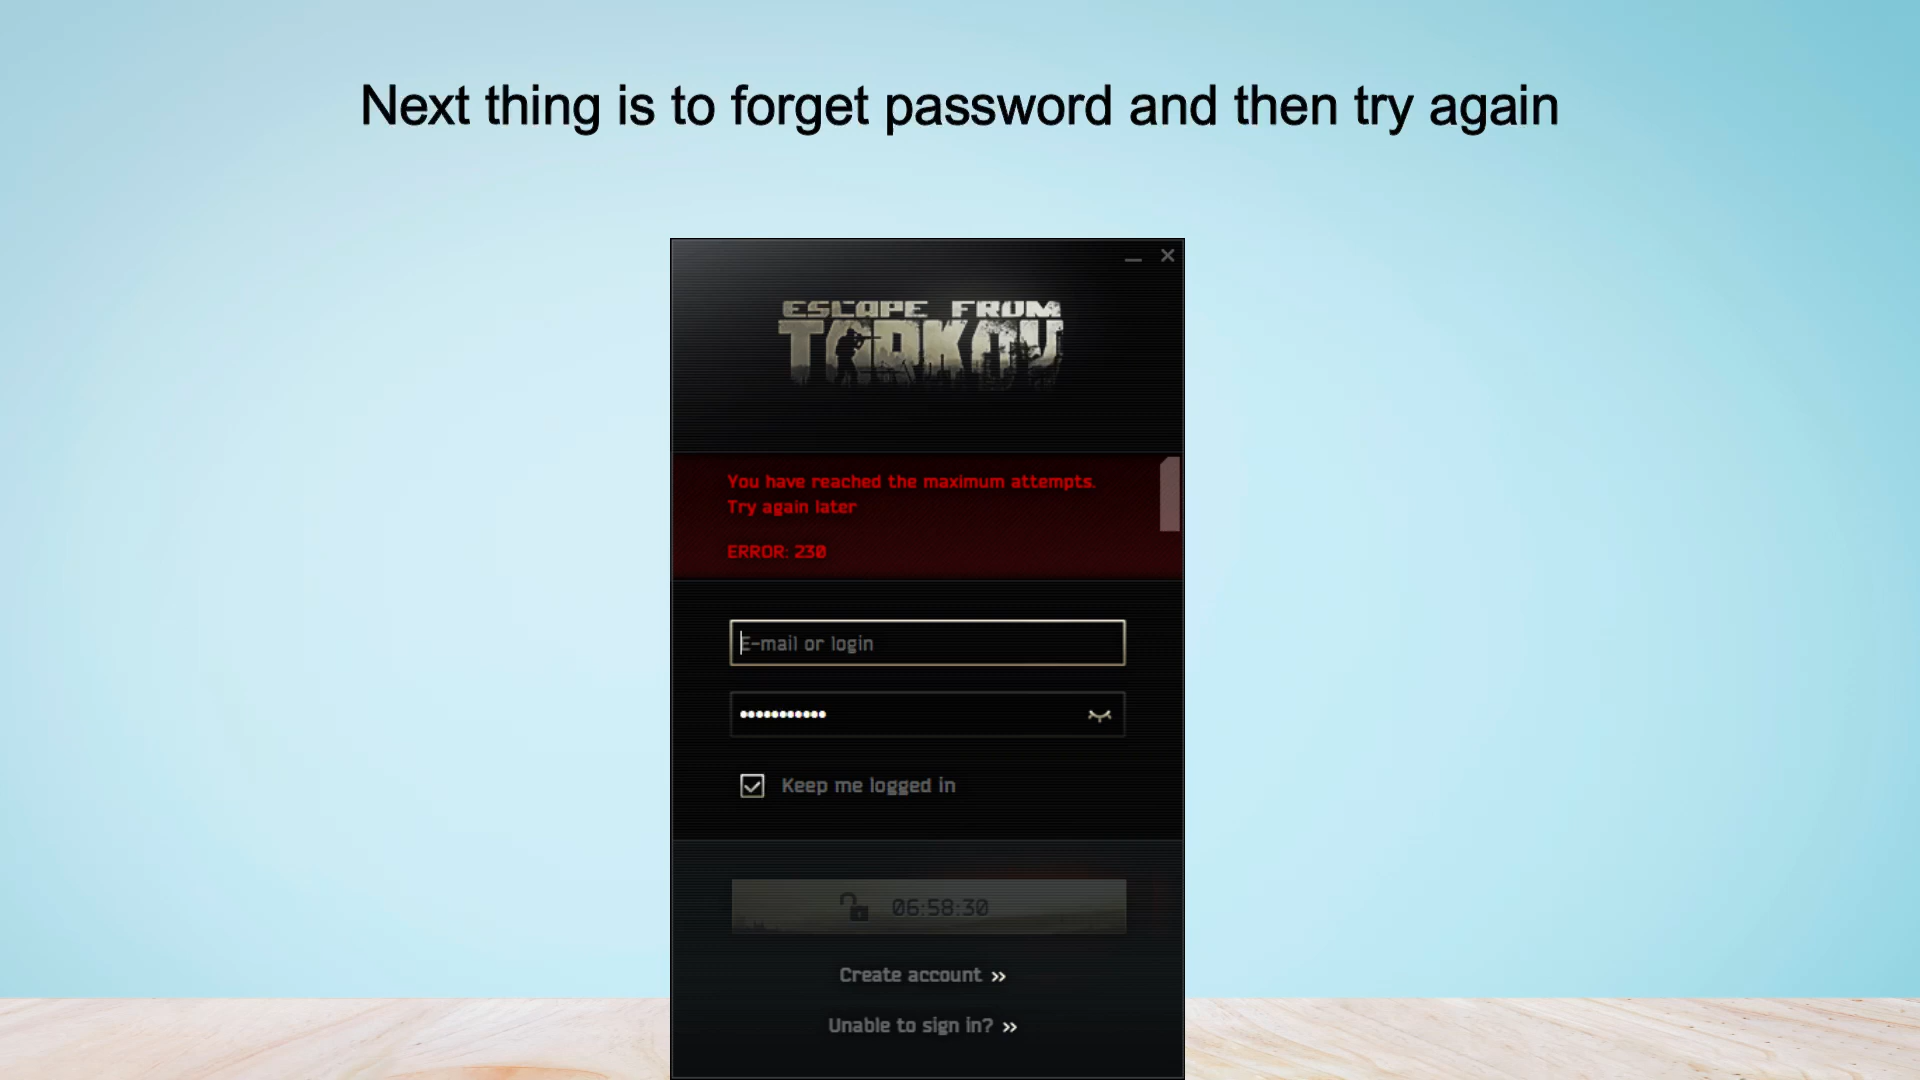 Next thing is to forget password and then try again
ESCAPE FROM
TARKOV
You have reached the maximum attempts.
Try again later
ERROR: 230
E-mail or login
•••••••••••
Keep me logged in
06:58:30
Create account »
Unable to sign in? »